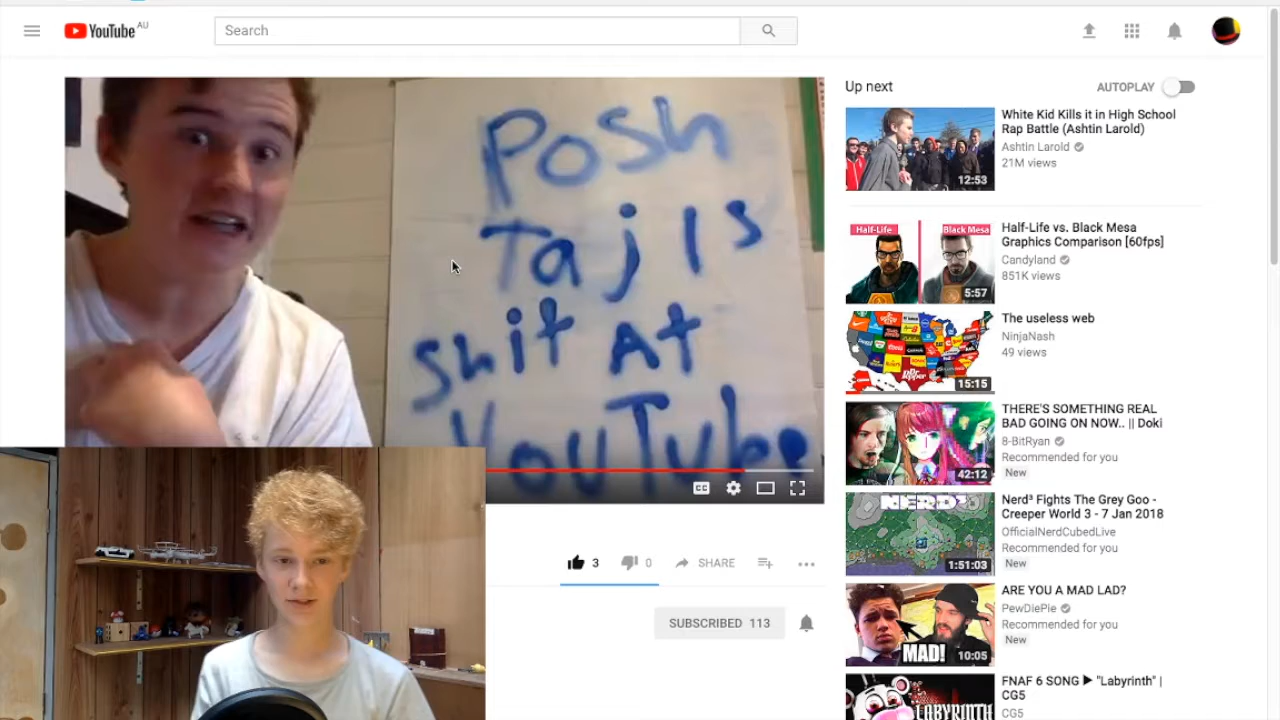 YouTube AU
Search
Posh
Taj Is
Shit At
YouTube
3
0
SHARE
SUBSCRIBED 113
Up next
AUTOPLAY
12:53
White Kid Kills it in High School
Rap Battle (Ashtin Larold)
Ashtin Larold
21M views
Half-Life
Black Mesa
5:57
Half-Life vs. Black Mesa
Graphics Comparison [60fps]
Candyland
851K views
15:15
The useless web
NinjaNash
49 views
42:12
THERE'S SOMETHING REAL
BAD GOING ON NOW.. || Doki
8-BitRyan
Recommended for you
New
NERD³
1:51:03
Nerd³ Fights The Grey Goo -
Creeper World 3 - 7 Jan 2018
OfficialNerdCubedLive
Recommended for you
New
MAD!
10:05
ARE YOU A MAD LAD?
PewDiePie
Recommended for you
New
LABYRINTH
FNAF 6 SONG ▶ "Labyrinth" |
CG5
CG5